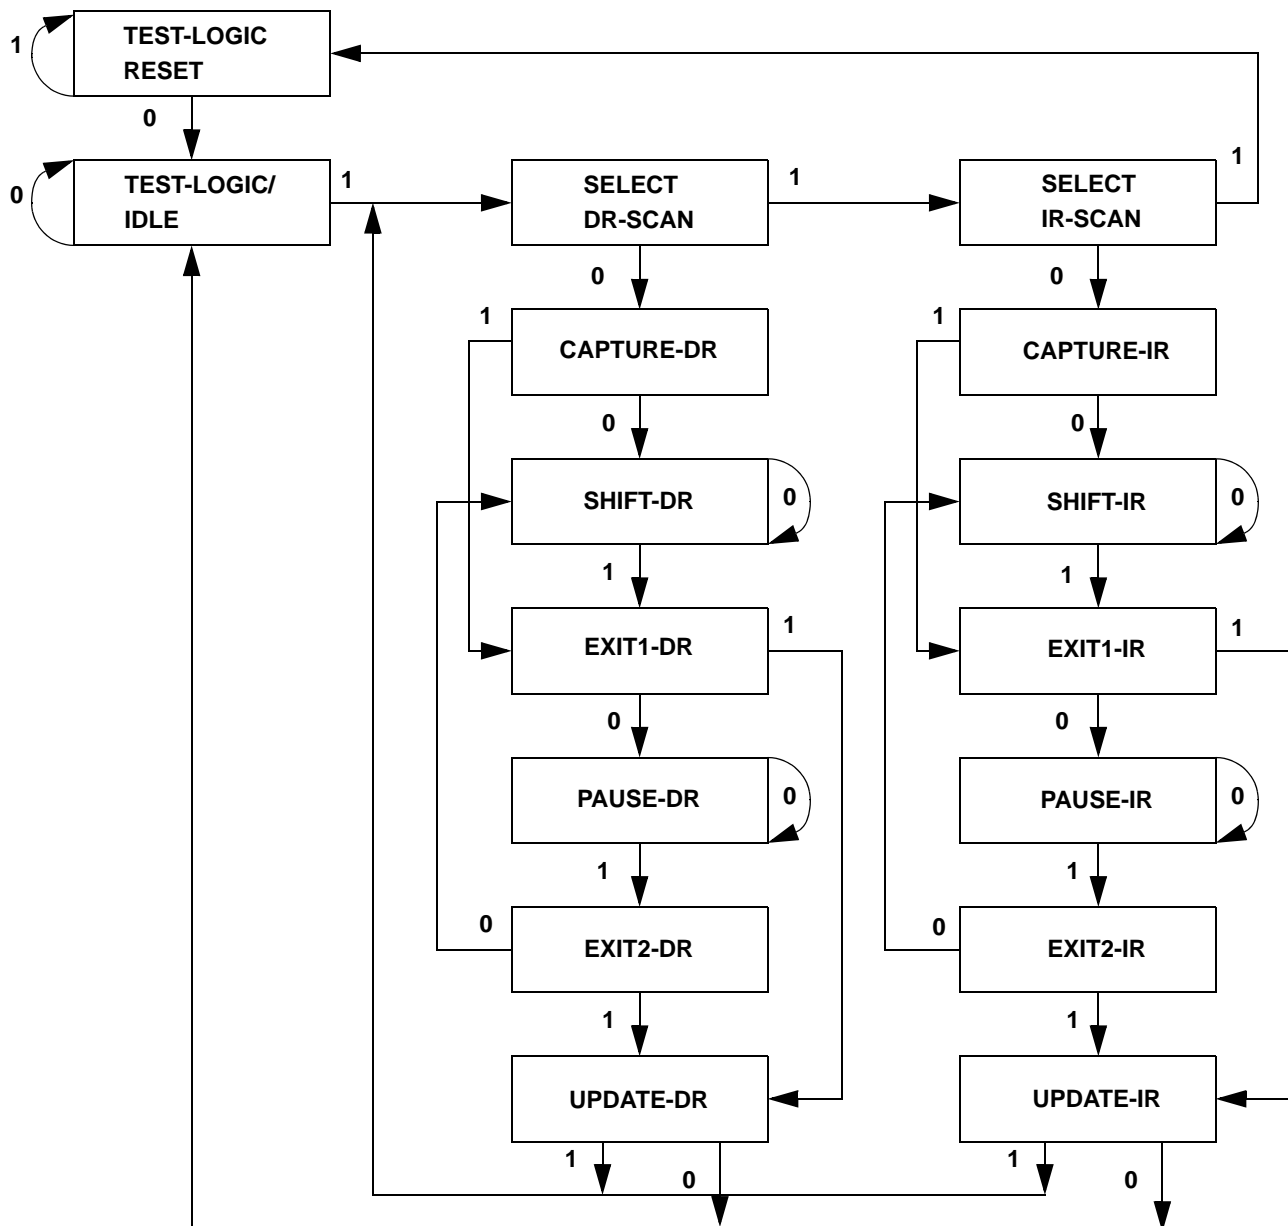 1
TEST-LOGIC
RESET
0
0
TEST-LOGIC/
IDLE
1
SELECT
DR-SCAN
1
SELECT
IR-SCAN
1
0
0
1
CAPTURE-DR
1
CAPTURE-IR
0
0
SHIFT-DR
0
SHIFT-IR
0
1
1
EXIT1-DR
1
EXIT1-IR
1
0
0
PAUSE-DR
0
PAUSE-IR
0
1
1
0
EXIT2-DR
0
EXIT2-IR
1
1
UPDATE-DR
UPDATE-IR
1
0
1
0